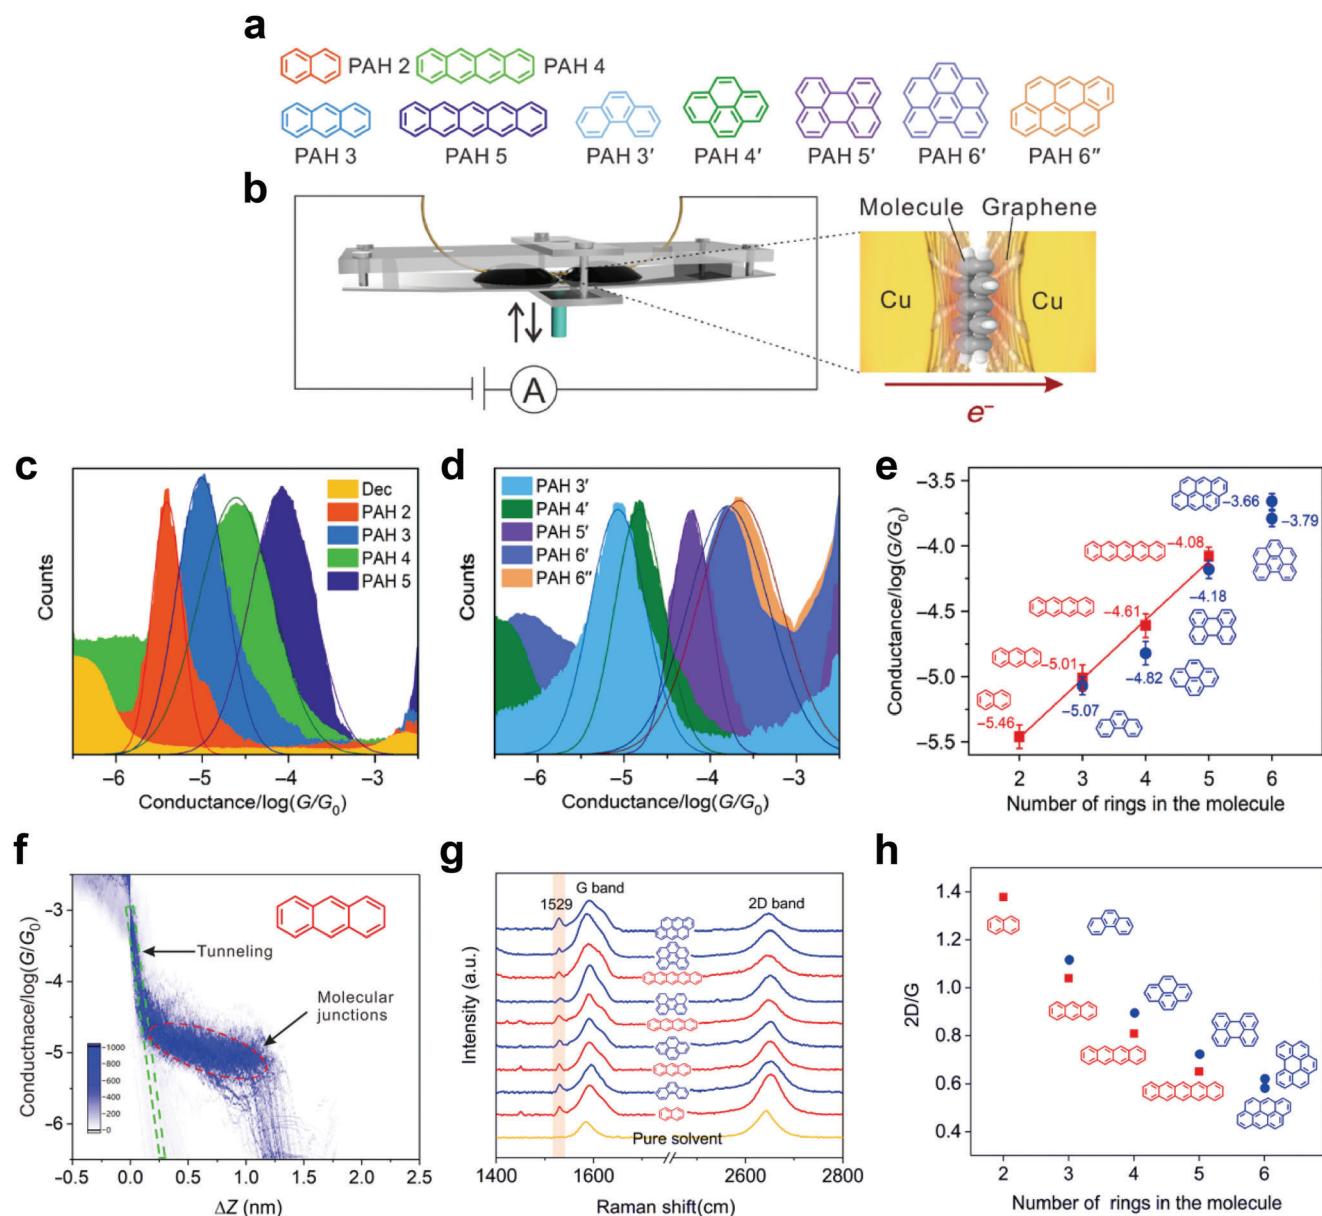 a
PAH 2
PAH 4
PAH 3
PAH 5
PAH 3′
PAH 4′
PAH 5′
PAH 6′
PAH 6″
b
Molecule
Graphene
Cu
Cu
A
e⁻
c
Counts
Dec
PAH 2
PAH 3
PAH 4
PAH 5
−6
−5
−4
−3
Conductance/log(G/G₀)
d
Counts
PAH 3′
PAH 4′
PAH 5′
PAH 6′
PAH 6″
−6
−5
−4
−3
Conductance/log(G/G₀)
e
Conductance/log(G/G₀)
−3.5
−4.0
−4.5
−5.0
−5.5
−3.66
−3.79
−4.08
−4.18
−4.61
−4.82
−5.01
−5.07
−5.46
2
3
4
5
6
Number of rings in the molecule
f
Conductnace/log(G/G₀)
−3
−4
−5
−6
Tunneling
Molecular
junctions
1000
800
600
400
200
0
−0.5
0.0
0.5
1.0
1.5
2.0
2.5
ΔZ (nm)
g
Intensity (a.u.)
1529
G band
2D band
Pure solvent
1400
1600
2600
2800
Raman shift(cm)
h
2D/G
1.4
1.2
1.0
0.8
0.6
0.4
2
3
4
5
6
Number of rings in the molecule